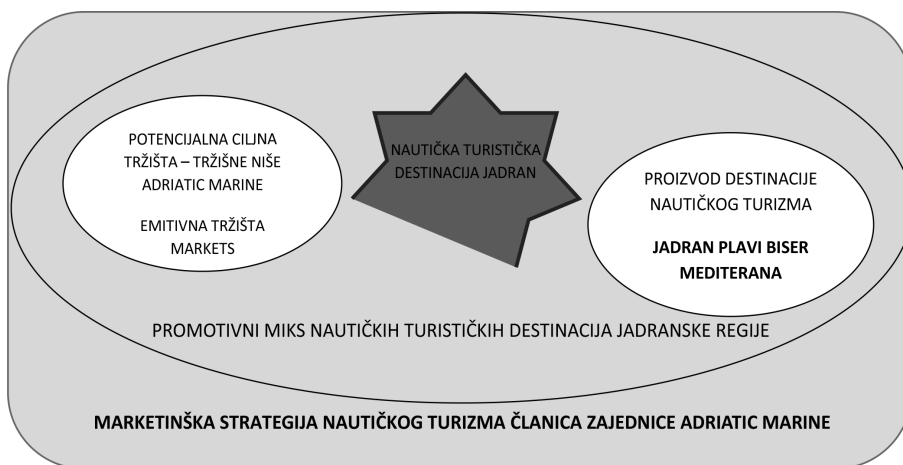 POTENCIJALNA CILJNA
TRŽIŠTA – TRŽIŠNE NIŠE
ADRIATIC MARINE
EMITIVNA TRŽIŠTA
MARKETS
NAUTIČKA TURISTIČKA
DESTINACIJA JADRAN
PROIZVOD DESTINACIJE
NAUTIČKOG TURIZMA
JADRAN PLAVI BISER
MEDITERANA
PROMOTIVNI MIKS NAUTIČKIH TURISTIČKIH DESTINACIJA JADRANSKE REGIJE
MARKETINŠKA STRATEGIJA NAUTIČKOG TURIZMA ČLANICA ZAJEDNICE ADRIATIC MARINE